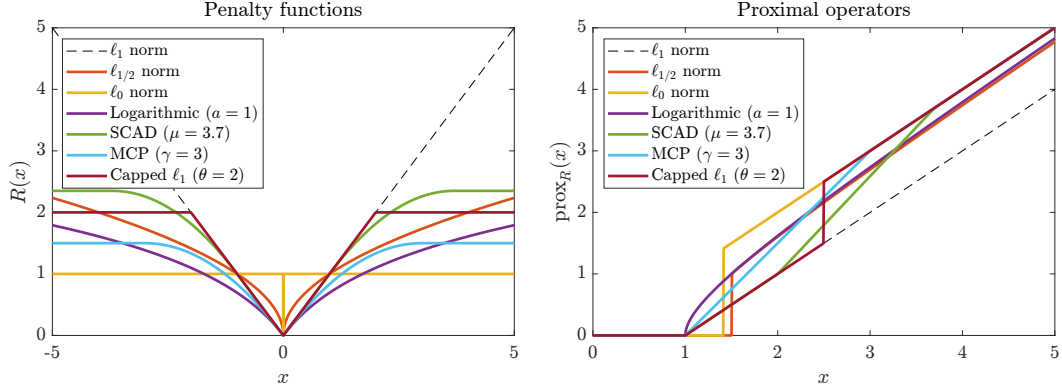 Penalty functions
5
4
3
2
1
0
R(x)
-5
0
5
x
ℓ₁ norm
ℓ₁/₂ norm
ℓ₀ norm
Logarithmic (a = 1)
SCAD (μ = 3.7)
MCP (γ = 3)
Capped ℓ₁ (θ = 2)
Proximal operators
5
4
3
2
1
0
prox_R(x)
0
1
2
3
4
5
x
ℓ₁ norm
ℓ₁/₂ norm
ℓ₀ norm
Logarithmic (a = 1)
SCAD (μ = 3.7)
MCP (γ = 3)
Capped ℓ₁ (θ = 2)